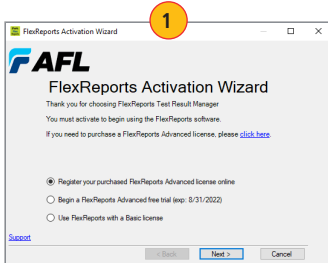 1
FlexReports Activation Wizard
AFL
FlexReports Activation Wizard
Thank you for choosing FlexReports Test Result Manager
You must activate to begin using the FlexReports software.
If you need to purchase a FlexReports Advanced license, please click here.
Register your purchased FlexReports Advanced license online
Begin a FlexReports Advanced free trial (exp: 8/31/2022)
Use FlexReports with a Basic license
Support
< Back Next > Cancel